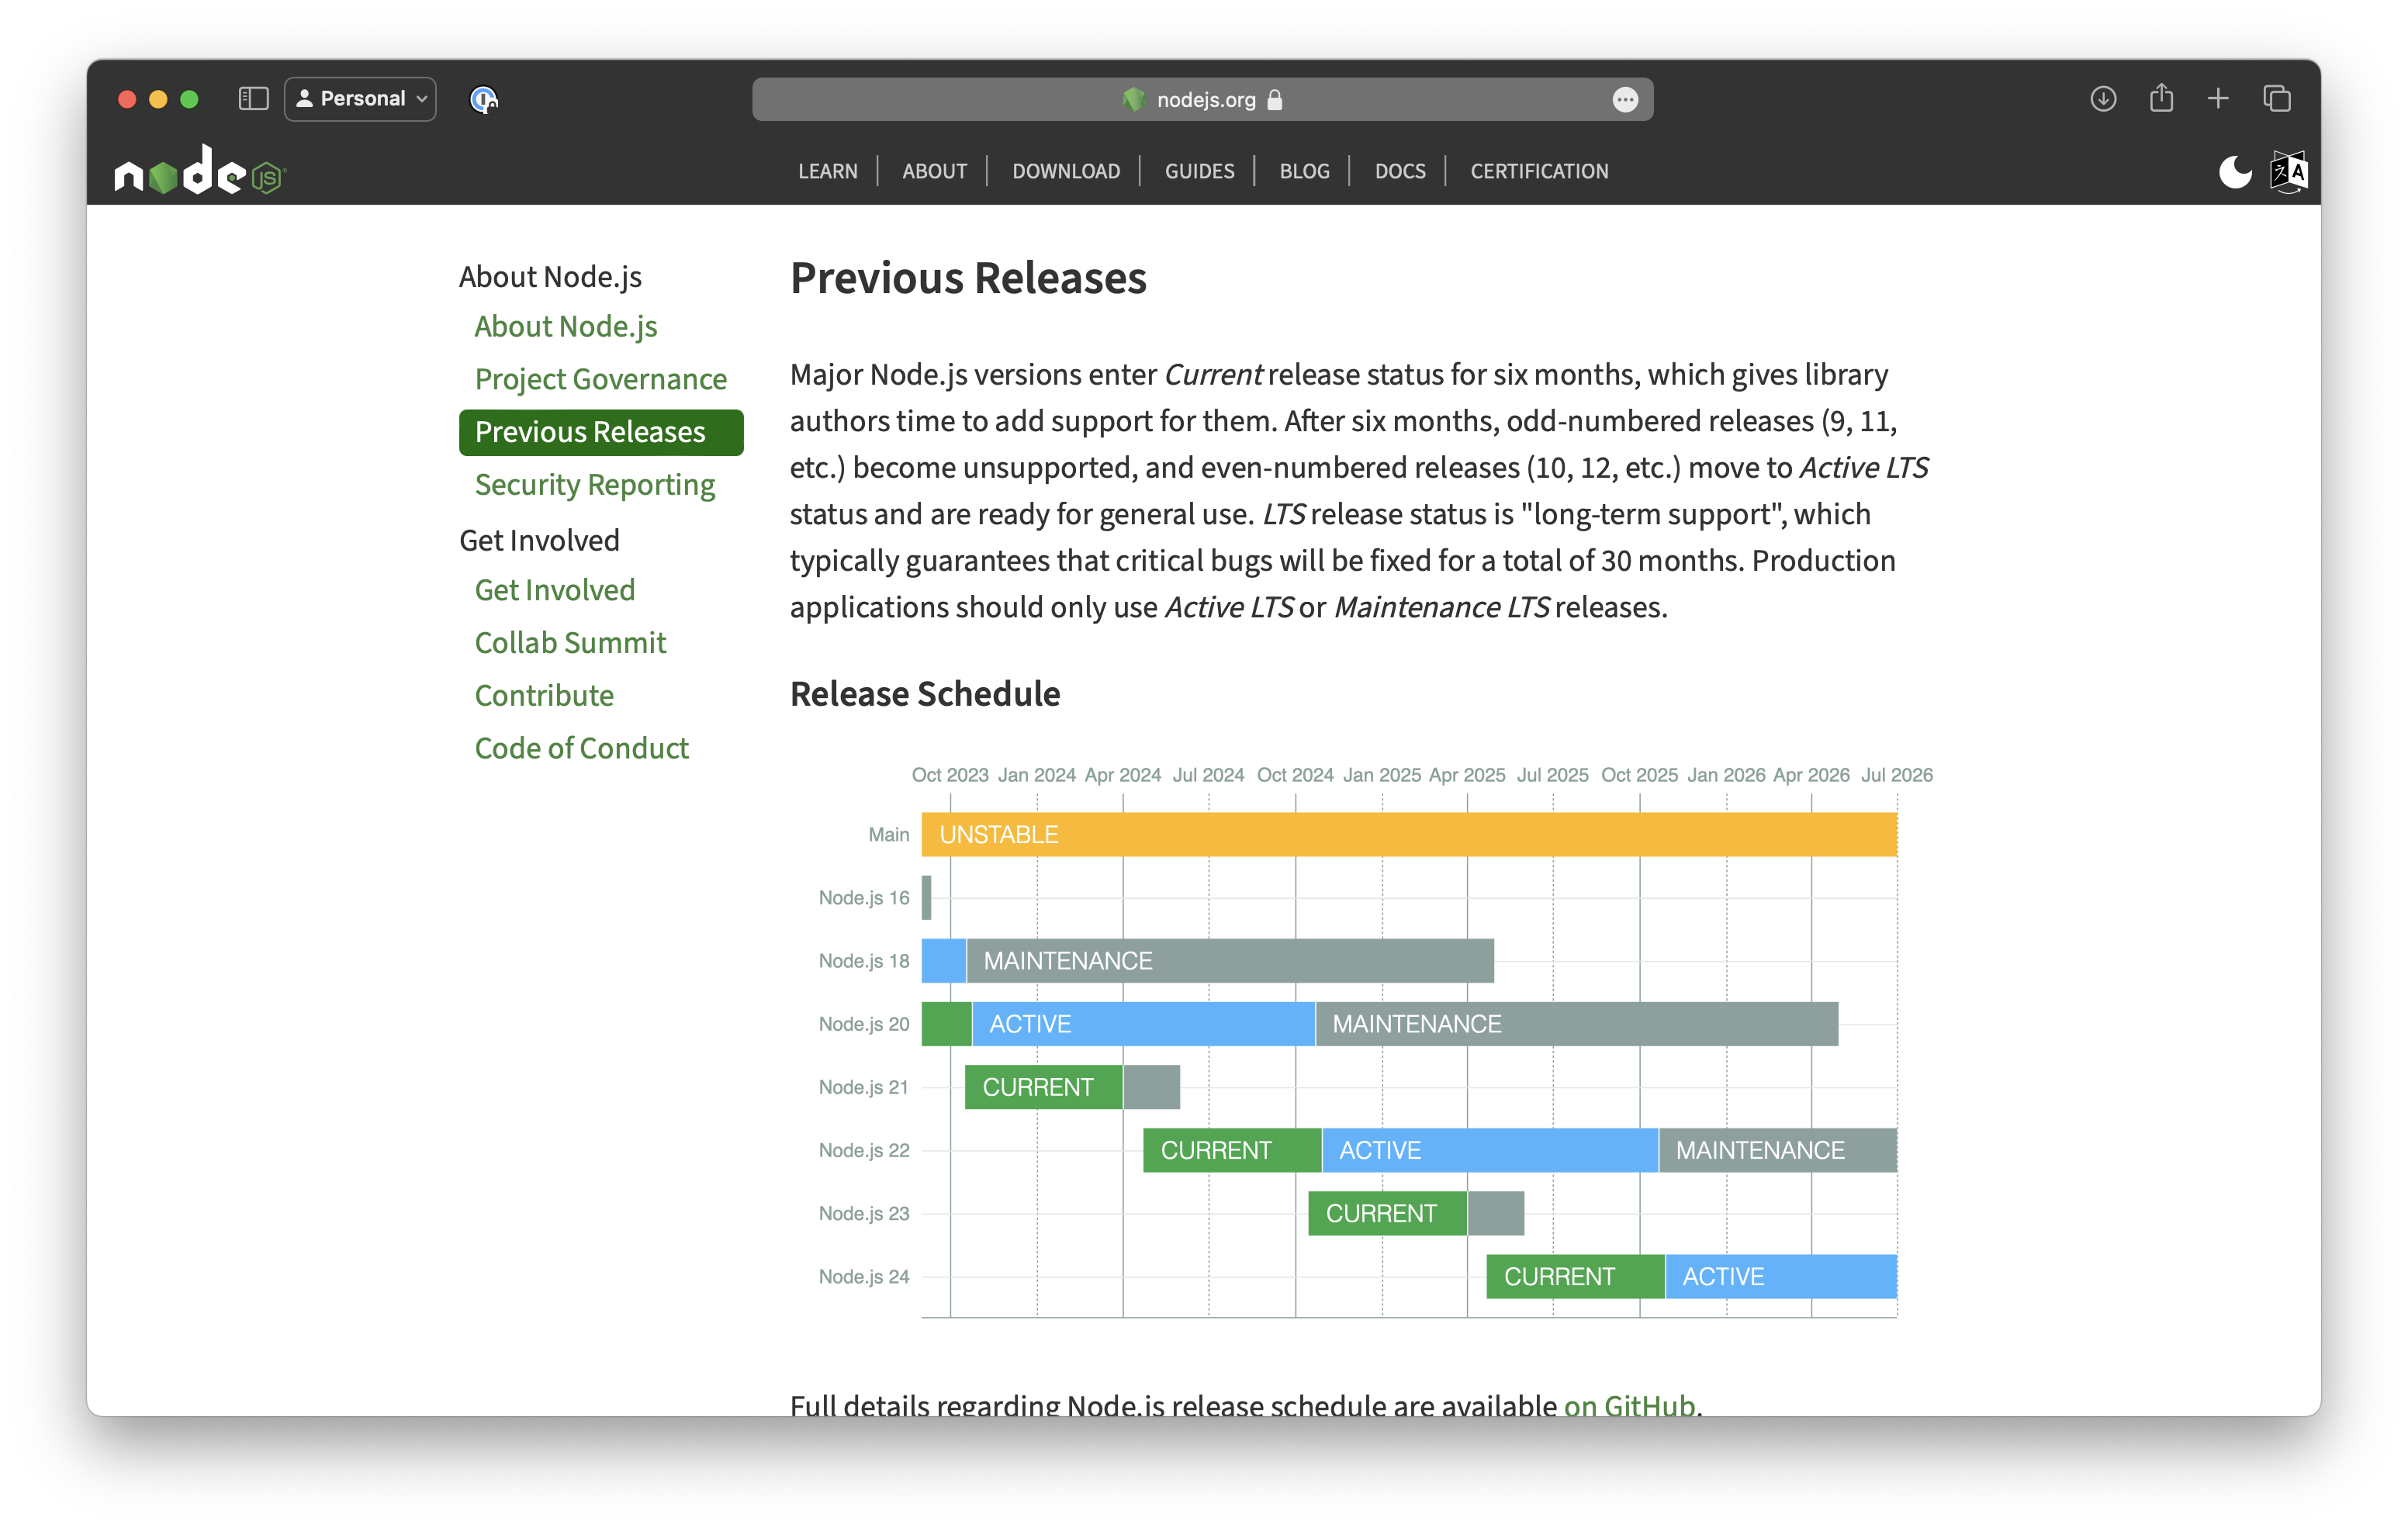 Personal
nodejs.org
node JS
LEARN
ABOUT
DOWNLOAD
GUIDES
BLOG
DOCS
CERTIFICATION
About Node.js
About Node.js
Project Governance
Previous Releases
Security Reporting
Get Involved
Get Involved
Collab Summit
Contribute
Code of Conduct
Previous Releases
Major Node.js versions enter Current release status for six months, which gives library
authors time to add support for them. After six months, odd-numbered releases (9, 11,
etc.) become unsupported, and even-numbered releases (10, 12, etc.) move to Active LTS
status and are ready for general use. LTS release status is "long-term support", which
typically guarantees that critical bugs will be fixed for a total of 30 months. Production
applications should only use Active LTS or Maintenance LTS releases.
Release Schedule
Oct 2023 Jan 2024 Apr 2024 Jul 2024 Oct 2024 Jan 2025 Apr 2025 Jul 2025 Oct 2025 Jan 2026 Apr 2026 Jul 2026
Main UNSTABLE
Node.js 16
Node.js 18 MAINTENANCE
Node.js 20 ACTIVE MAINTENANCE
Node.js 21 CURRENT
Node.js 22 CURRENT ACTIVE MAINTENANCE
Node.js 23 CURRENT
Node.js 24 CURRENT ACTIVE
Full details regarding Node.js release schedule are available on GitHub.